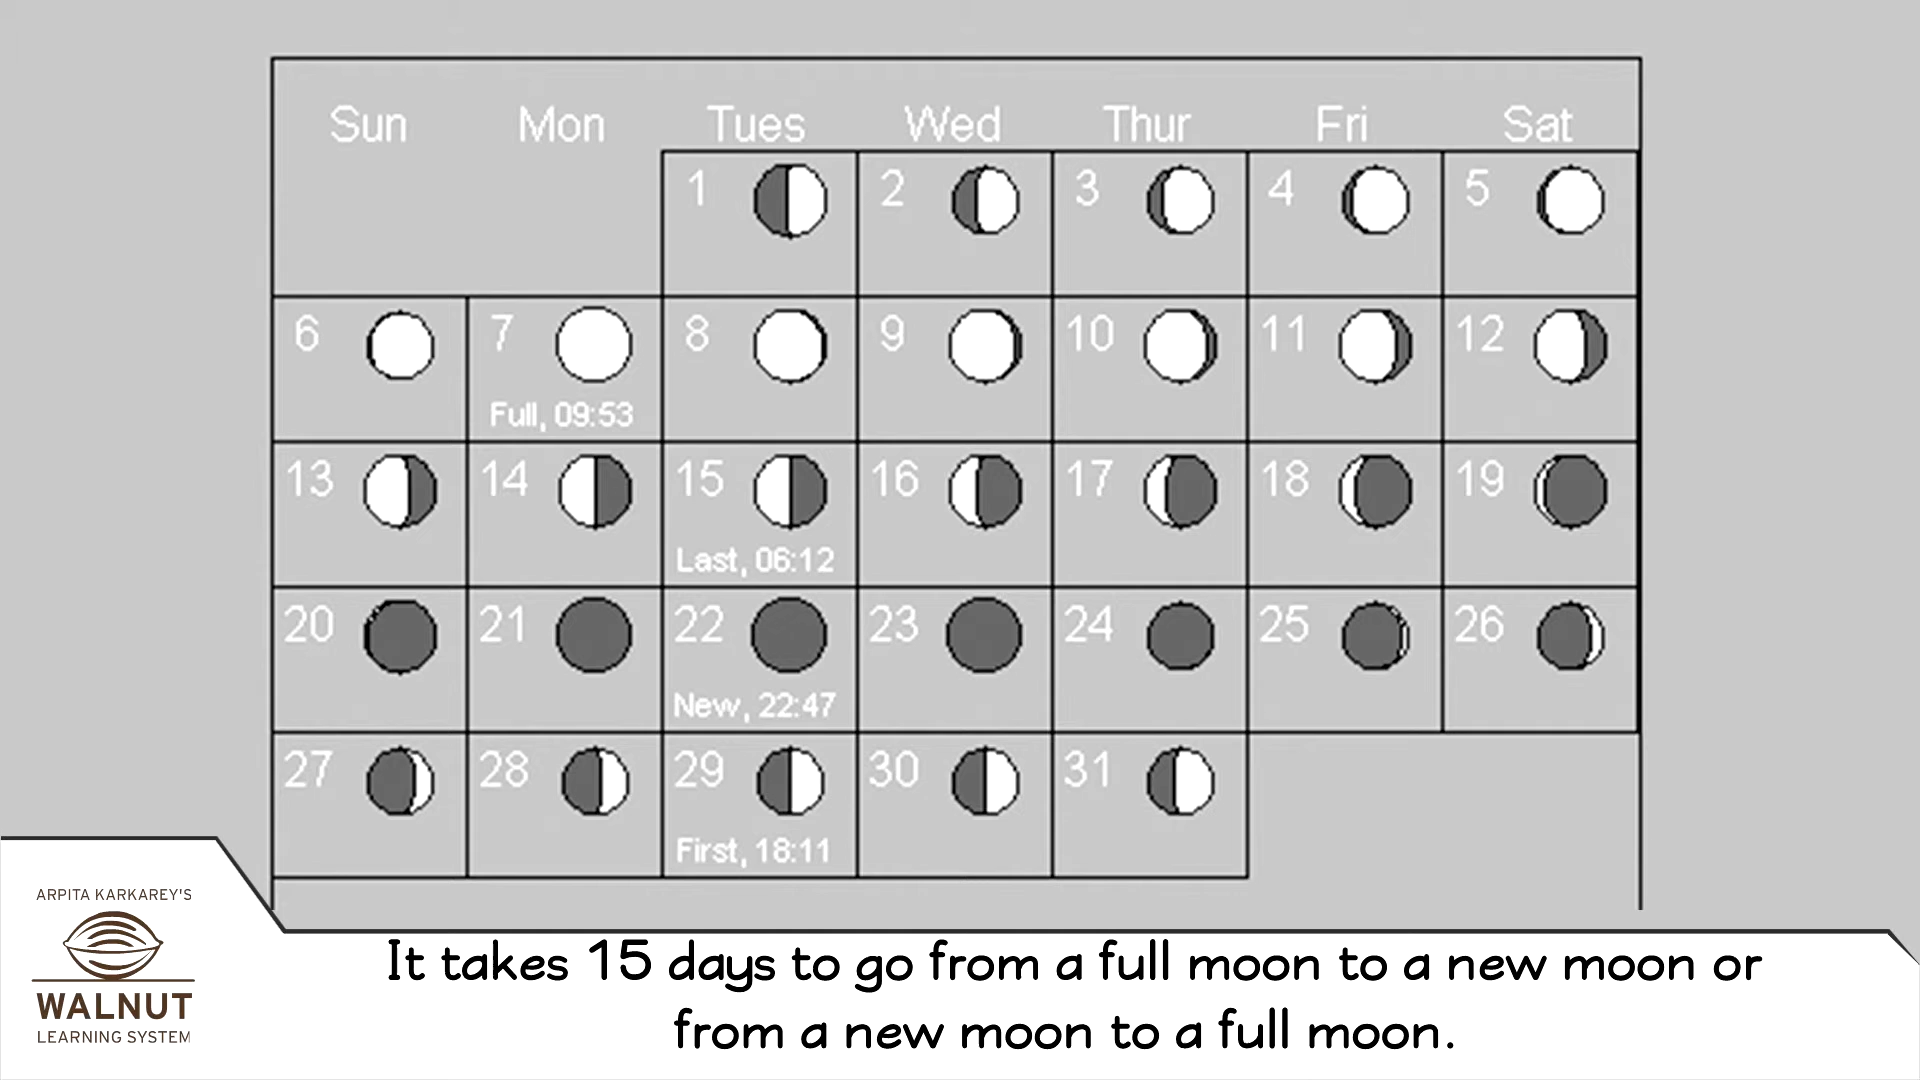 Sun Mon Tues Wed Thur Fri Sat
1 2 3 4 5
6 7 8 9 10 11 12
Full, 09:53
13 14 15 16 17 18 19
Last, 06:12
20 21 22 23 24 25 26
New, 22:47
27 28 29 30 31
First, 18:11
ARPITA KARKAREY'S
WALNUT
LEARNING SYSTEM
It takes 15 days to go from a full moon to a new moon or
from a new moon to a full moon.